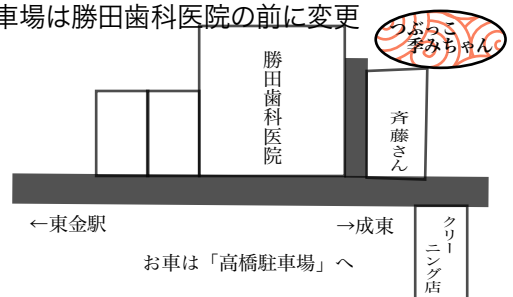 車場は勝田歯科医院の前に変更
つぶっこ
季みちゃん
勝田歯科医院
斉藤さん
←東金駅
→成東
クリー
ニング店
お車は「高橋駐車場」へ